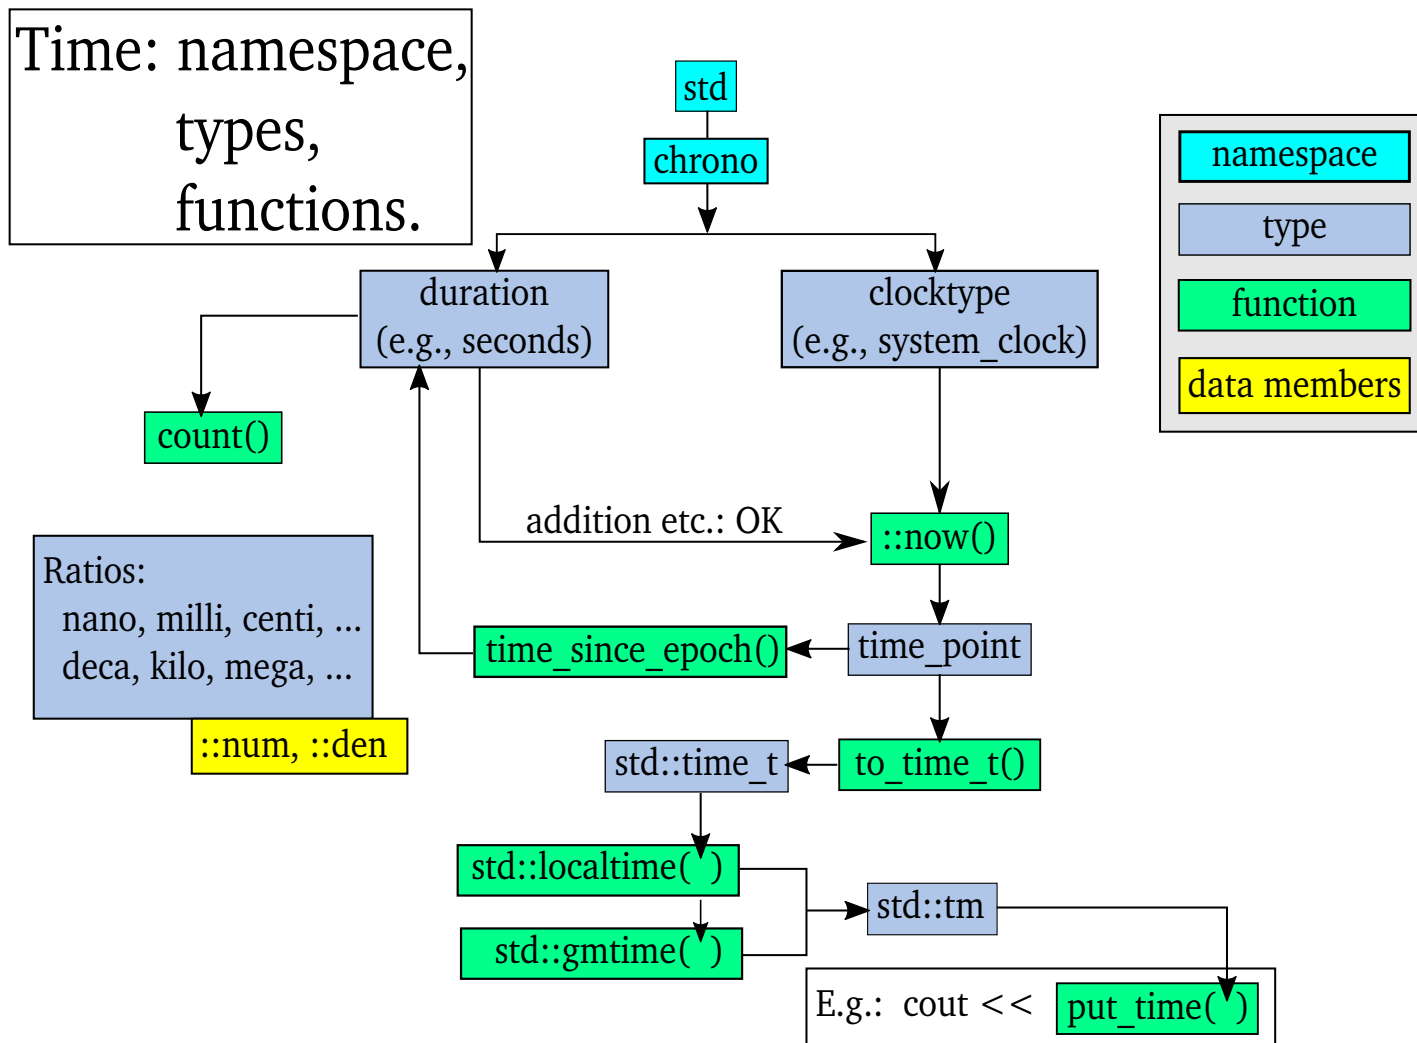 Time: namespace,
types,
functions.
std
chrono
namespace
type
function
data members
duration
(e.g., seconds)
clocktype
(e.g., system_clock)
count()
addition etc.: OK
::now()
Ratios:
nano, milli, centi, ...
deca, kilo, mega, ...
::num, ::den
time_since_epoch()
time_point
std::time_t
to_time_t()
std::localtime( )
std::gmtime( )
std::tm
E.g.: cout << put_time( )